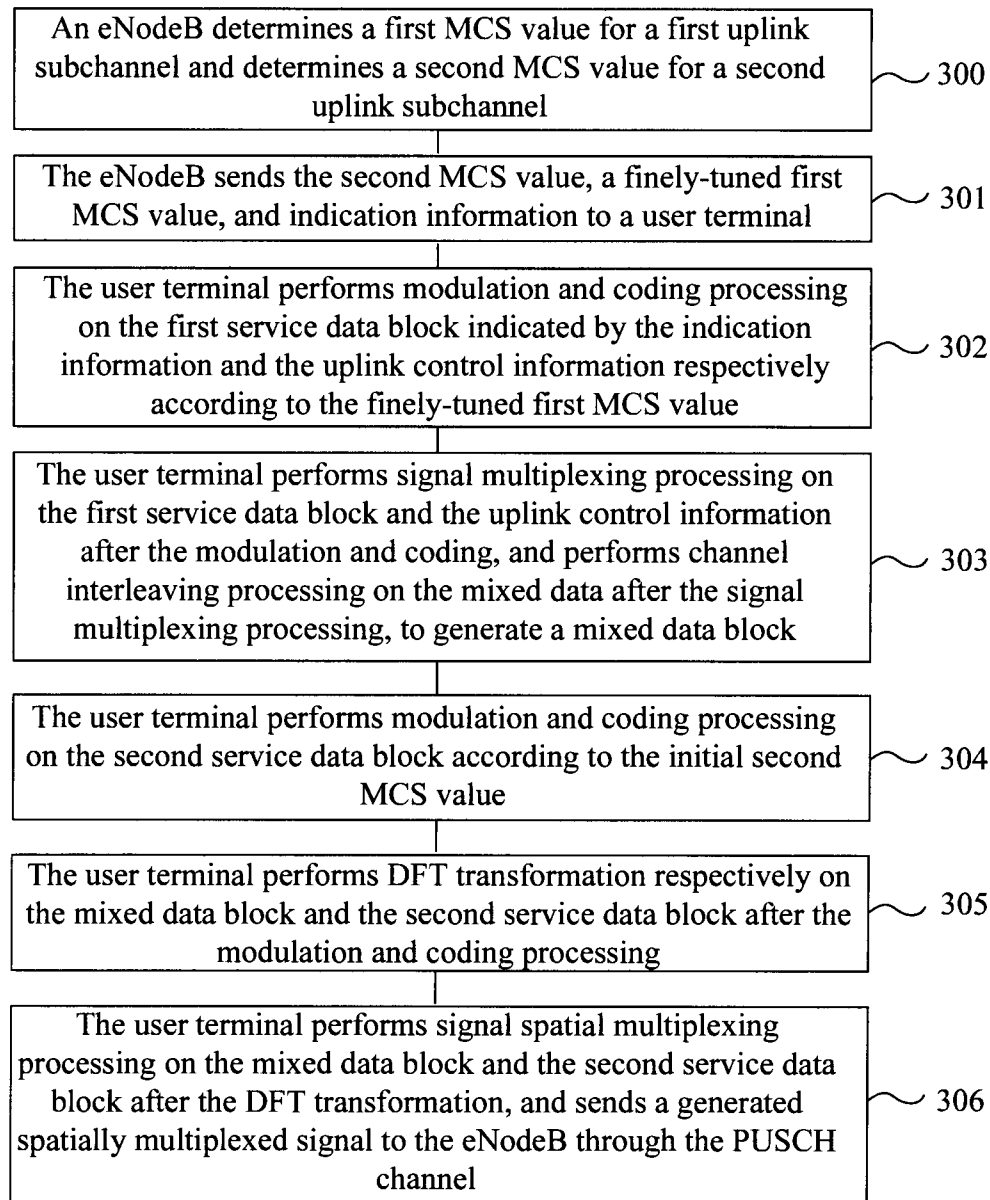 An eNodeB determines a first MCS value for a first uplink
subchannel and determines a second MCS value for a second
uplink subchannel
300
The eNodeB sends the second MCS value, a finely-tuned first
MCS value, and indication information to a user terminal
301
The user terminal performs modulation and coding processing
on the first service data block indicated by the indication
information and the uplink control information respectively
according to the finely-tuned first MCS value
302
The user terminal performs signal multiplexing processing on
the first service data block and the uplink control information
after the modulation and coding, and performs channel
interleaving processing on the mixed data after the signal
multiplexing processing, to generate a mixed data block
303
The user terminal performs modulation and coding processing
on the second service data block according to the initial second
MCS value
304
The user terminal performs DFT transformation respectively on
the mixed data block and the second service data block after the
modulation and coding processing
305
The user terminal performs signal spatial multiplexing
processing on the mixed data block and the second service data
block after the DFT transformation, and sends a generated
spatially multiplexed signal to the eNodeB through the PUSCH
channel
306